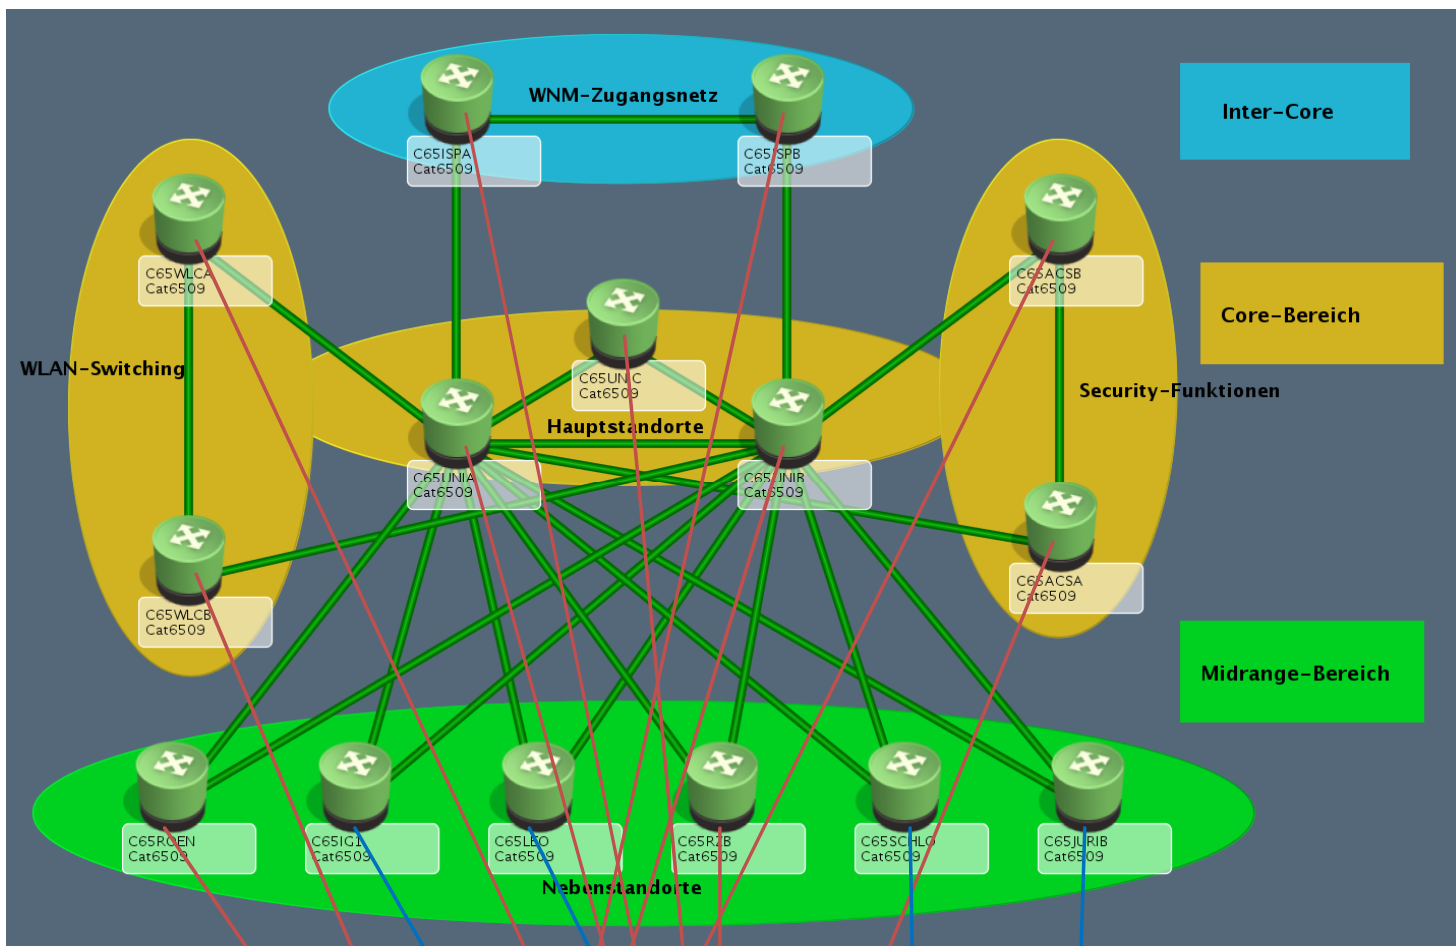 WNM-Zugangsnetz
C65ISPA
Cat6509
C65ISPB
Cat6509
Inter-Core
C65WLCA
Cat6509
C65ACSB
Cat6509
Core-Bereich
WLAN-Switching
C65UNIC
Cat6509
Security-Funktionen
Hauptstandorte
C65UNIA
Cat6509
C65UNIB
Cat6509
C65ACSA
Cat6509
C65WLCB
Cat6509
Midrange-Bereich
C65ROEN
Cat6509
C65IG1
Cat6509
C65LEO
Cat6509
C65RZB
Cat6509
C65SCHLO
Cat6509
C65JURIB
Cat6509
Nebenstandorte